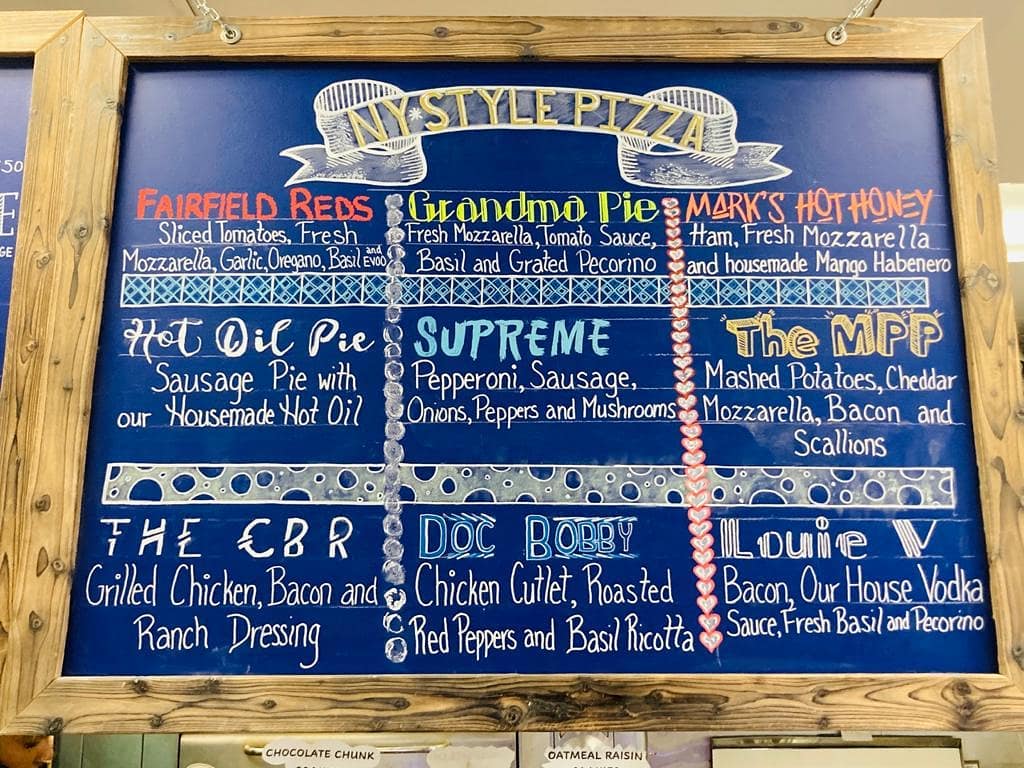 NY*STYLE PIZZA
FAIRFIELD REDS
Sliced Tomatoes, Fresh
Mozzarella, Garlic, Oregano, Basil and EVOO
Grandma Pie
Fresh Mozzarella, Tomato Sauce,
Basil and Grated Pecorino
MARK'S HOT HONEY
Ham, Fresh Mozzarella
and housemade Mango Habenero
Hot Oil Pie
Sausage Pie with
our Housemade Hot Oil
SUPREME
Pepperoni, Sausage,
Onions, Peppers and Mushrooms
The MPP
Mashed Potatoes, Cheddar
Mozzarella, Bacon and
Scallions
THE CBR
Grilled Chicken, Bacon and
Ranch Dressing
DOC BOBBY
Chicken Cutlet, Roasted
Red Peppers and Basil Ricotta
Louie V
Bacon, Our House Vodka
Sauce, Fresh Basil and Pecorino
CHOCOLATE CHUNK
OATMEAL RAISIN